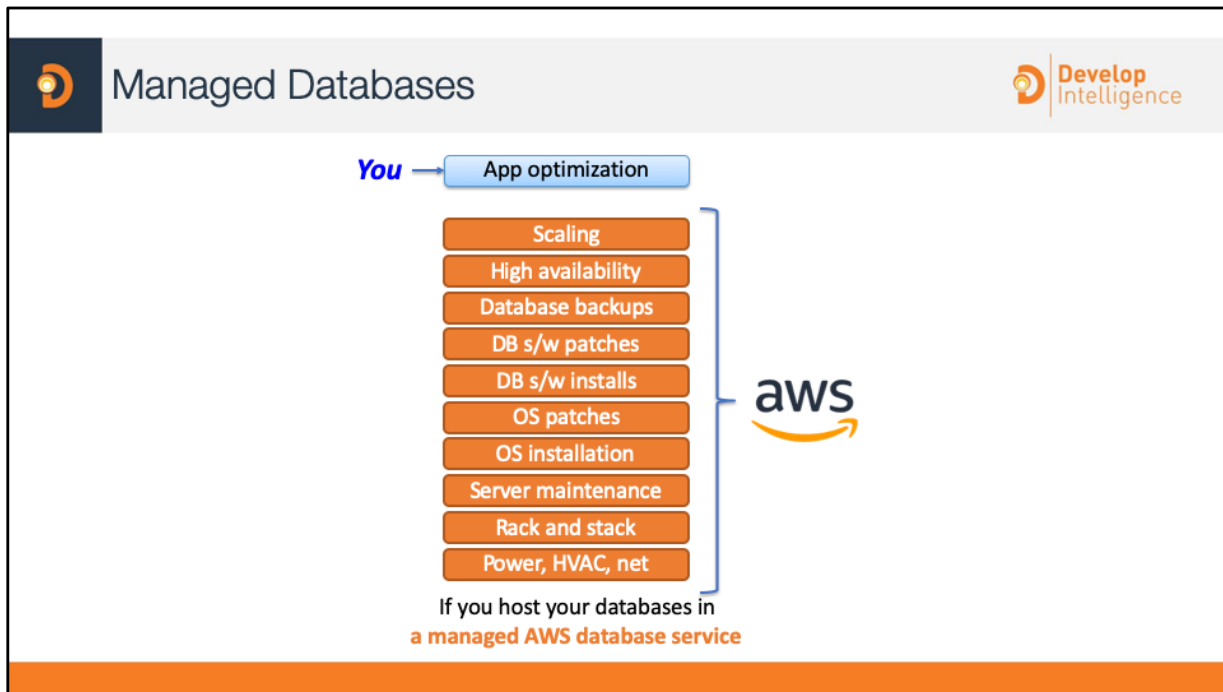 Managed Databases
Develop
Intelligence
You
App optimization
Scaling
High availability
Database backups
DB s/w patches
DB s/w installs
OS patches
OS installation
Server maintenance
Rack and stack
Power, HVAC, net
aws
If you host your databases in
a managed AWS database service